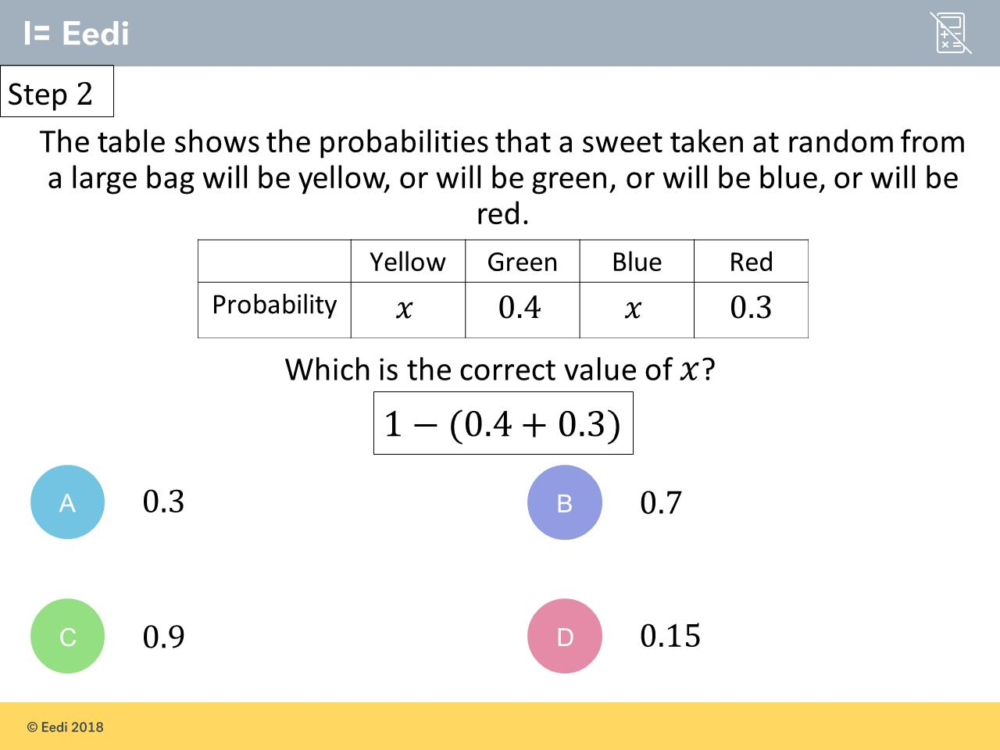 Eedi
Step 2
The table shows the probabilities that a sweet taken at random from
a large bag will be yellow, or will be green, or will be blue, or will be
red.
Yellow Green Blue Red
Probability x 0.4 x 0.3
Which is the correct value of x?
1 − (0.4 + 0.3)
A 0.3
B 0.7
C 0.9
D 0.15
© Eedi 2018